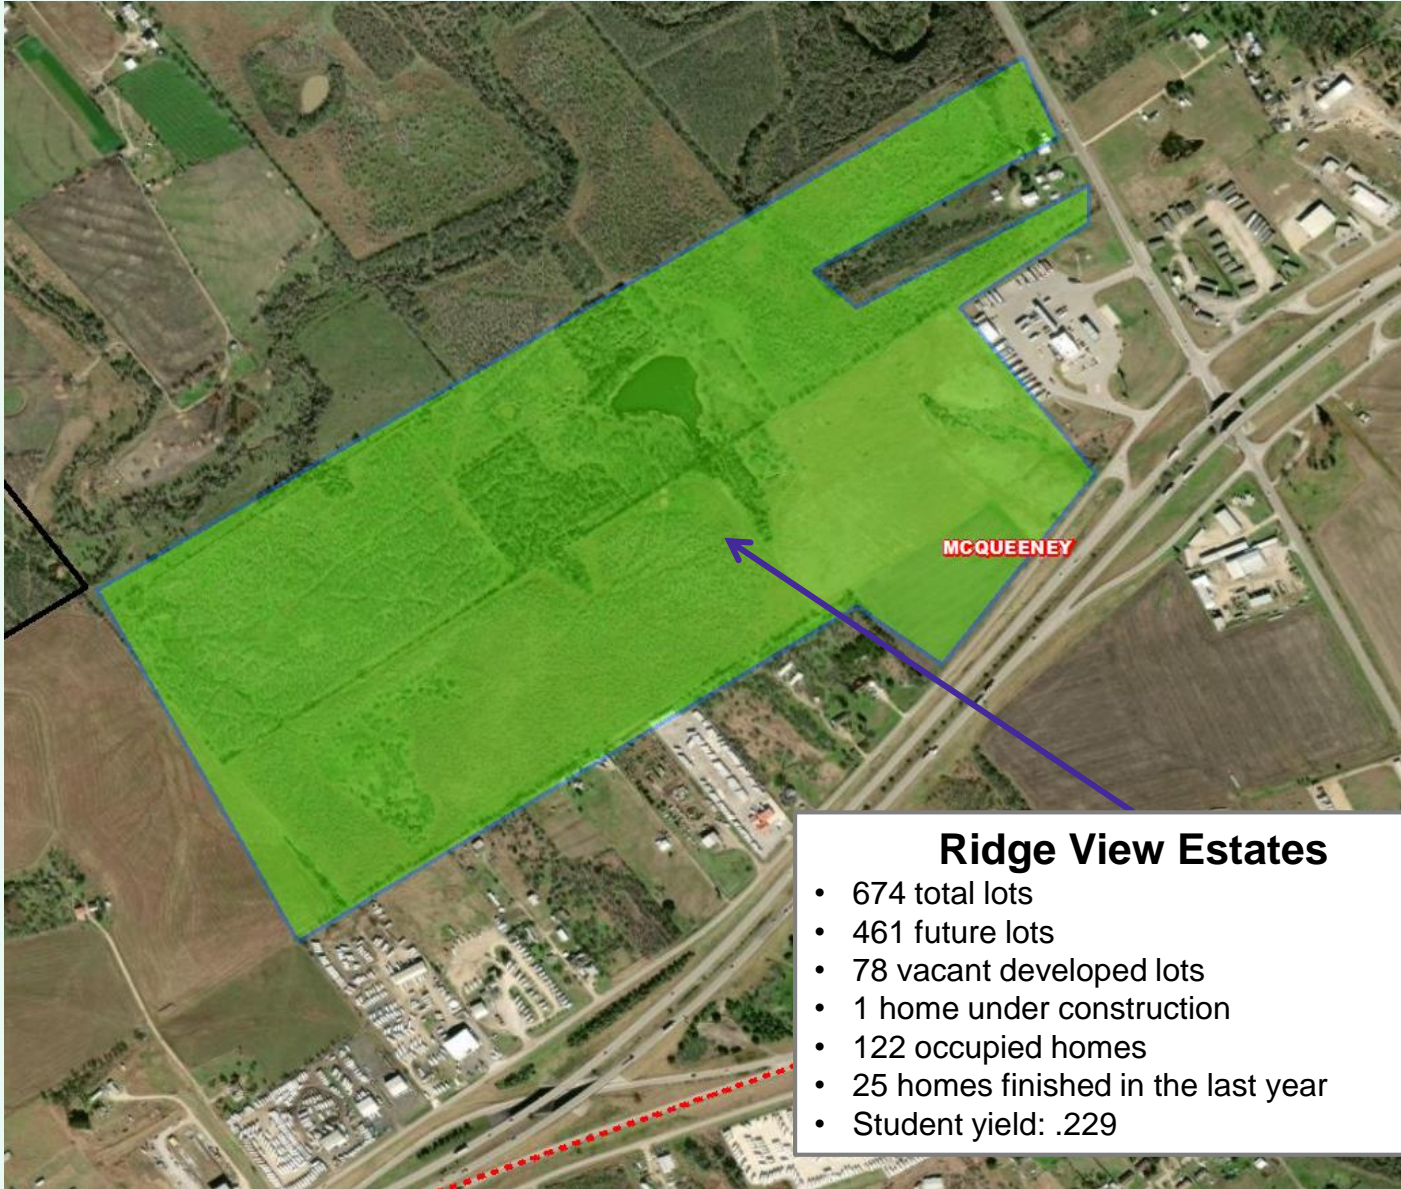 MCQUEENEY
Ridge View Estates
• 674 total lots
• 461 future lots
• 78 vacant developed lots
• 1 home under construction
• 122 occupied homes
• 25 homes finished in the last year
• Student yield: .229